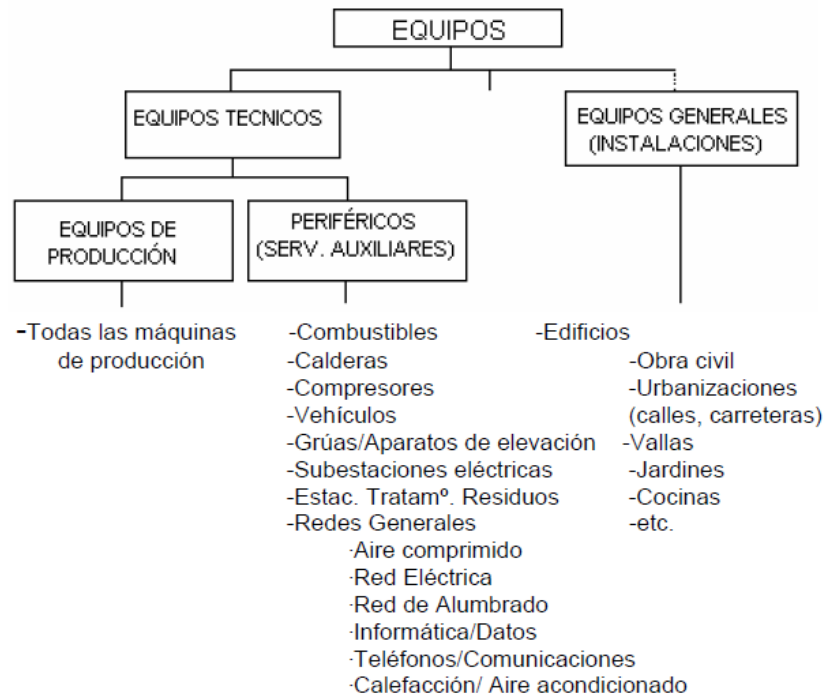 EQUIPOS
EQUIPOS TECNICOS
EQUIPOS GENERALES
(INSTALACIONES)
EQUIPOS DE
PRODUCCIÓN
PERIFÉRICOS
(SERV. AUXILIARES)
-Todas las máquinas
de producción
-Combustibles
-Calderas
-Compresores
-Vehículos
-Grúas/Aparatos de elevación
-Subestaciones eléctricas
-Estac. Tratamº. Residuos
-Redes Generales
·Aire comprimido
·Red Eléctrica
·Red de Alumbrado
·Informática/Datos
·Teléfonos/Comunicaciones
·Calefacción/ Aire acondicionado
-Edificios
-Obra civil
-Urbanizaciones
(calles, carreteras)
-Vallas
-Jardines
-Cocinas
-etc.